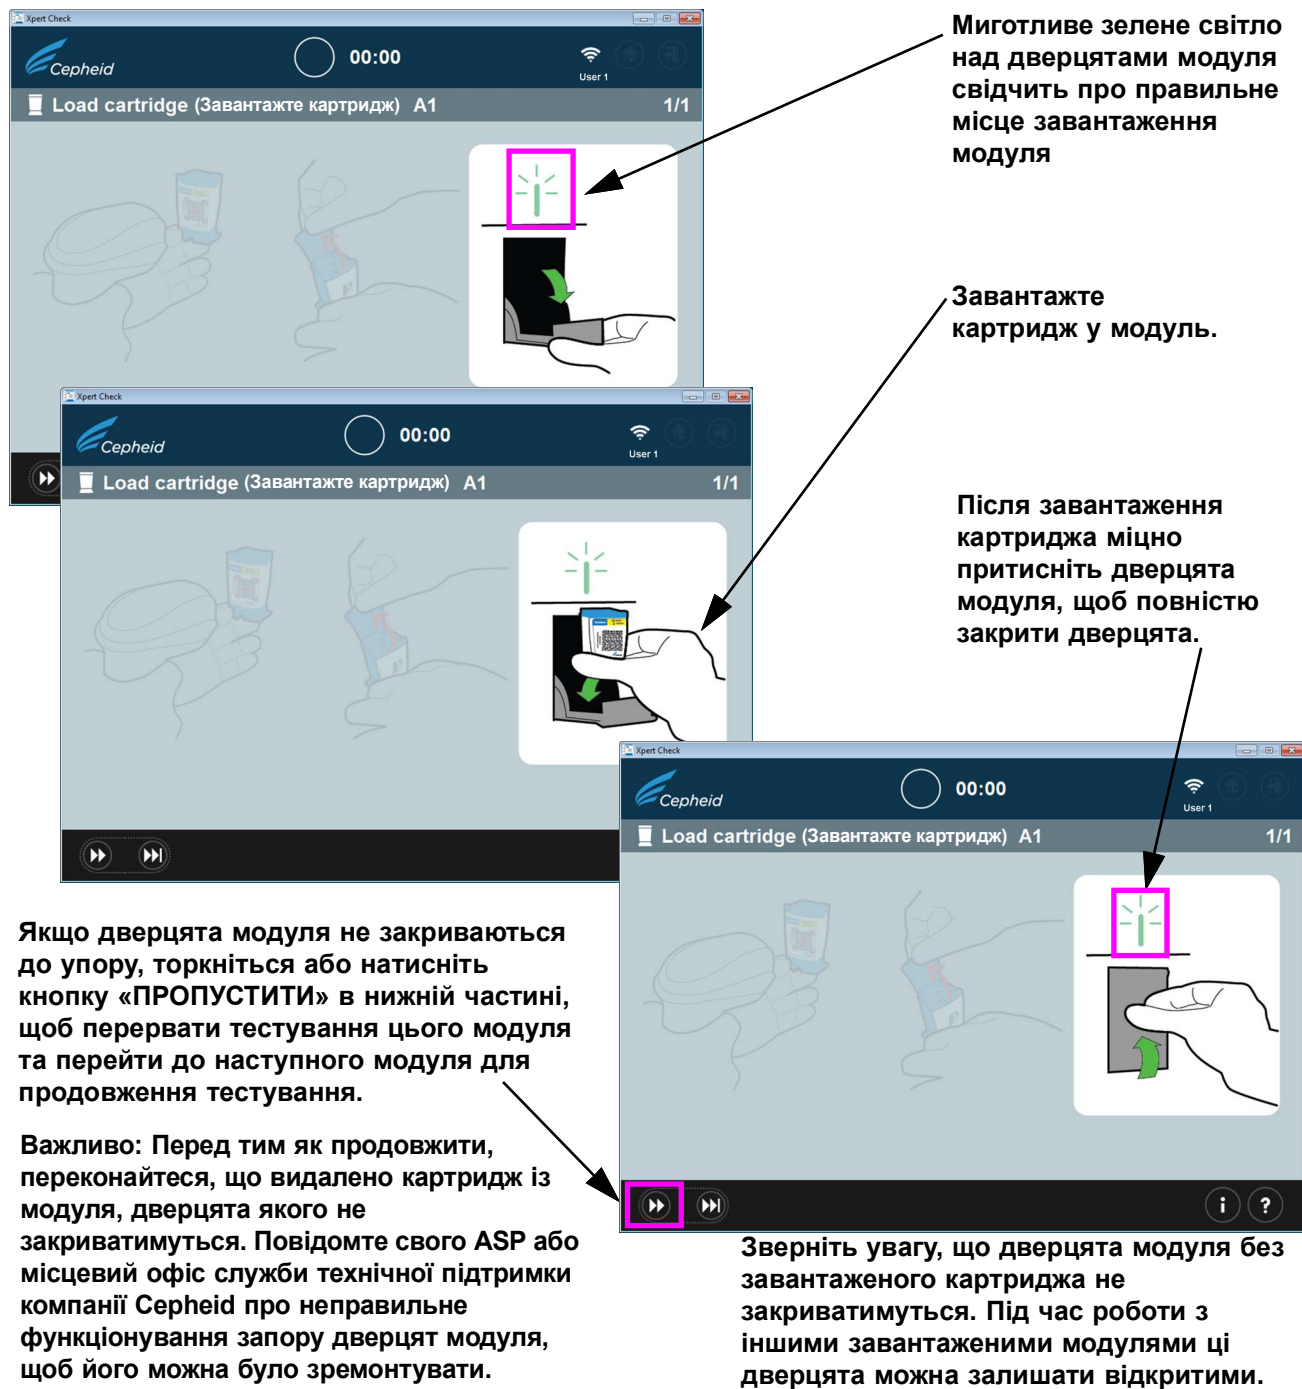 Xpert Check
Cepheid
00:00
User 1
Load cartridge (Завантажте картридж) A1
1/1
Миготливе зелене світло
над дверцятами модуля
свідчить про правильне
місце завантаження
модуля
Завантажте
картридж у модуль.
Xpert Check
Cepheid
00:00
User 1
Load cartridge (Завантажте картридж) A1
1/1
Після завантаження
картриджа міцно
притисніть дверцята
модуля, щоб повністю
закрити дверцята.
Xpert Check
Cepheid
00:00
User 1
Load cartridge (Завантажте картридж) A1
1/1
i
?
Якщо дверцята модуля не закриваються
до упору, торкніться або натисніть
кнопку «ПРОПУСТИТИ» в нижній частині,
щоб перервати тестування цього модуля
та перейти до наступного модуля для
продовження тестування.
Важливо: Перед тим як продовжити,
переконайтеся, що видалено картридж із
модуля, дверцята якого не
закриватимуться. Повідомте свого ASP або
місцевий офіс служби технічної підтримки
компанії Cepheid про неправильне
функціонування запору дверцят модуля,
щоб його можна було зремонтувати.
Зверніть увагу, що дверцята модуля без
завантаженого картриджа не
закриватимуться. Під час роботи з
іншими завантаженими модулями ці
дверцята можна залишати відкритими.